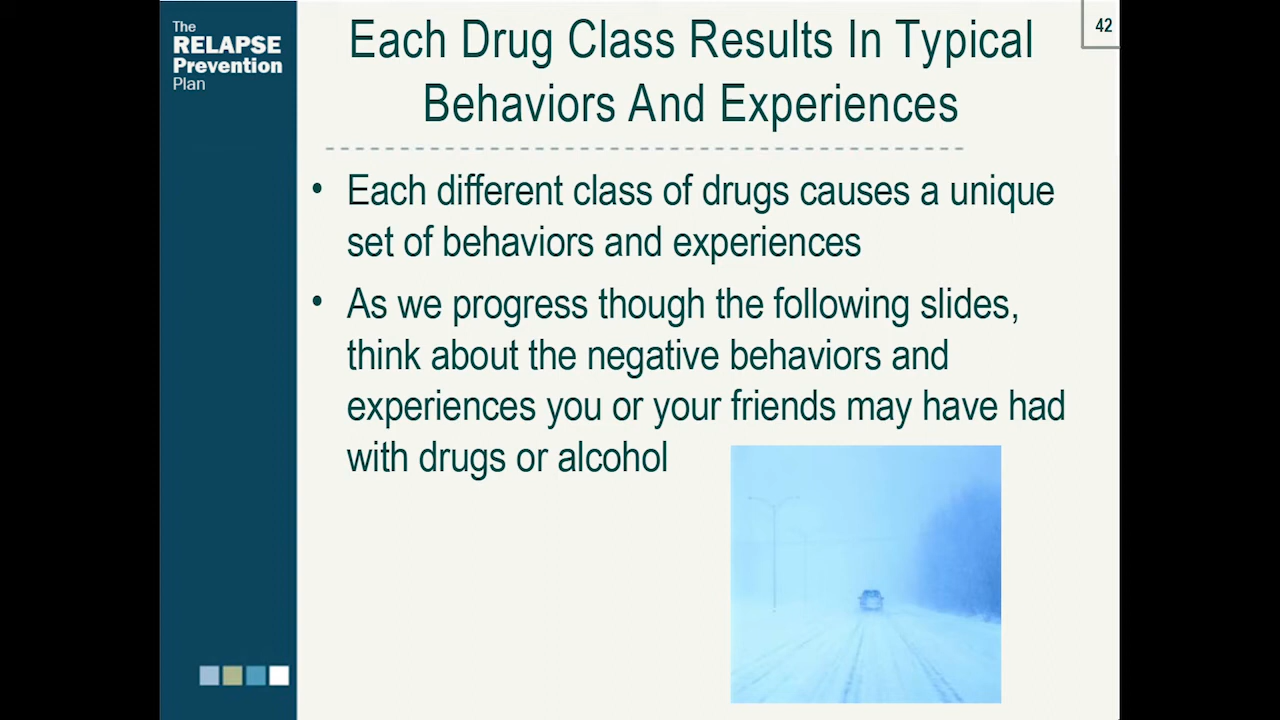 The
RELAPSE
Prevention
Plan
42
Each Drug Class Results In Typical
Behaviors And Experiences
• Each different class of drugs causes a unique
set of behaviors and experiences
• As we progress though the following slides,
think about the negative behaviors and
experiences you or your friends may have had
with drugs or alcohol